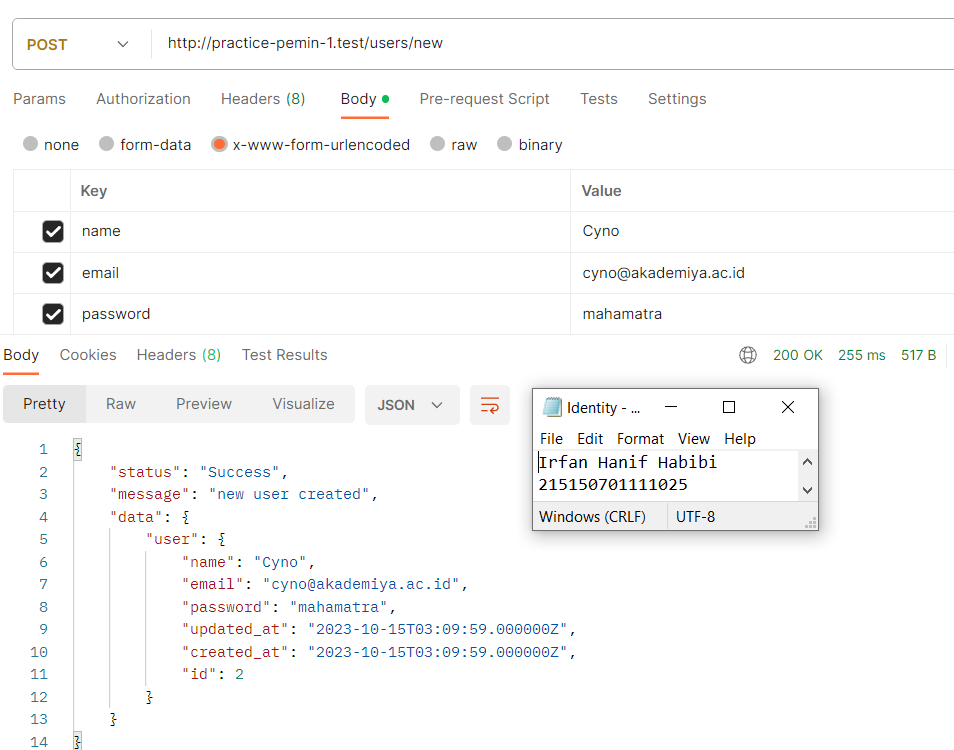 POST http://practice-pemin-1.test/users/new
Params Authorization Headers (8) Body Pre-request Script Tests Settings
none form-data x-www-form-urlencoded raw binary
Key Value
name Cyno
email cyno@akademiya.ac.id
password mahamatra
Body Cookies Headers (8) Test Results 200 OK 255 ms 517 B
Pretty Raw Preview Visualize JSON
1 {
2 "status": "Success",
3 "message": "new user created",
4 "data": {
5 "user": {
6 "name": "Cyno",
7 "email": "cyno@akademiya.ac.id",
8 "password": "mahamatra",
9 "updated_at": "2023-10-15T03:09:59.000000Z",
10 "created_at": "2023-10-15T03:09:59.000000Z",
11 "id": 2
12 }
13 }
14 }
Identity - ...
File Edit Format View Help
Irfan Hanif Habibi
215150701111025
Windows (CRLF) UTF-8